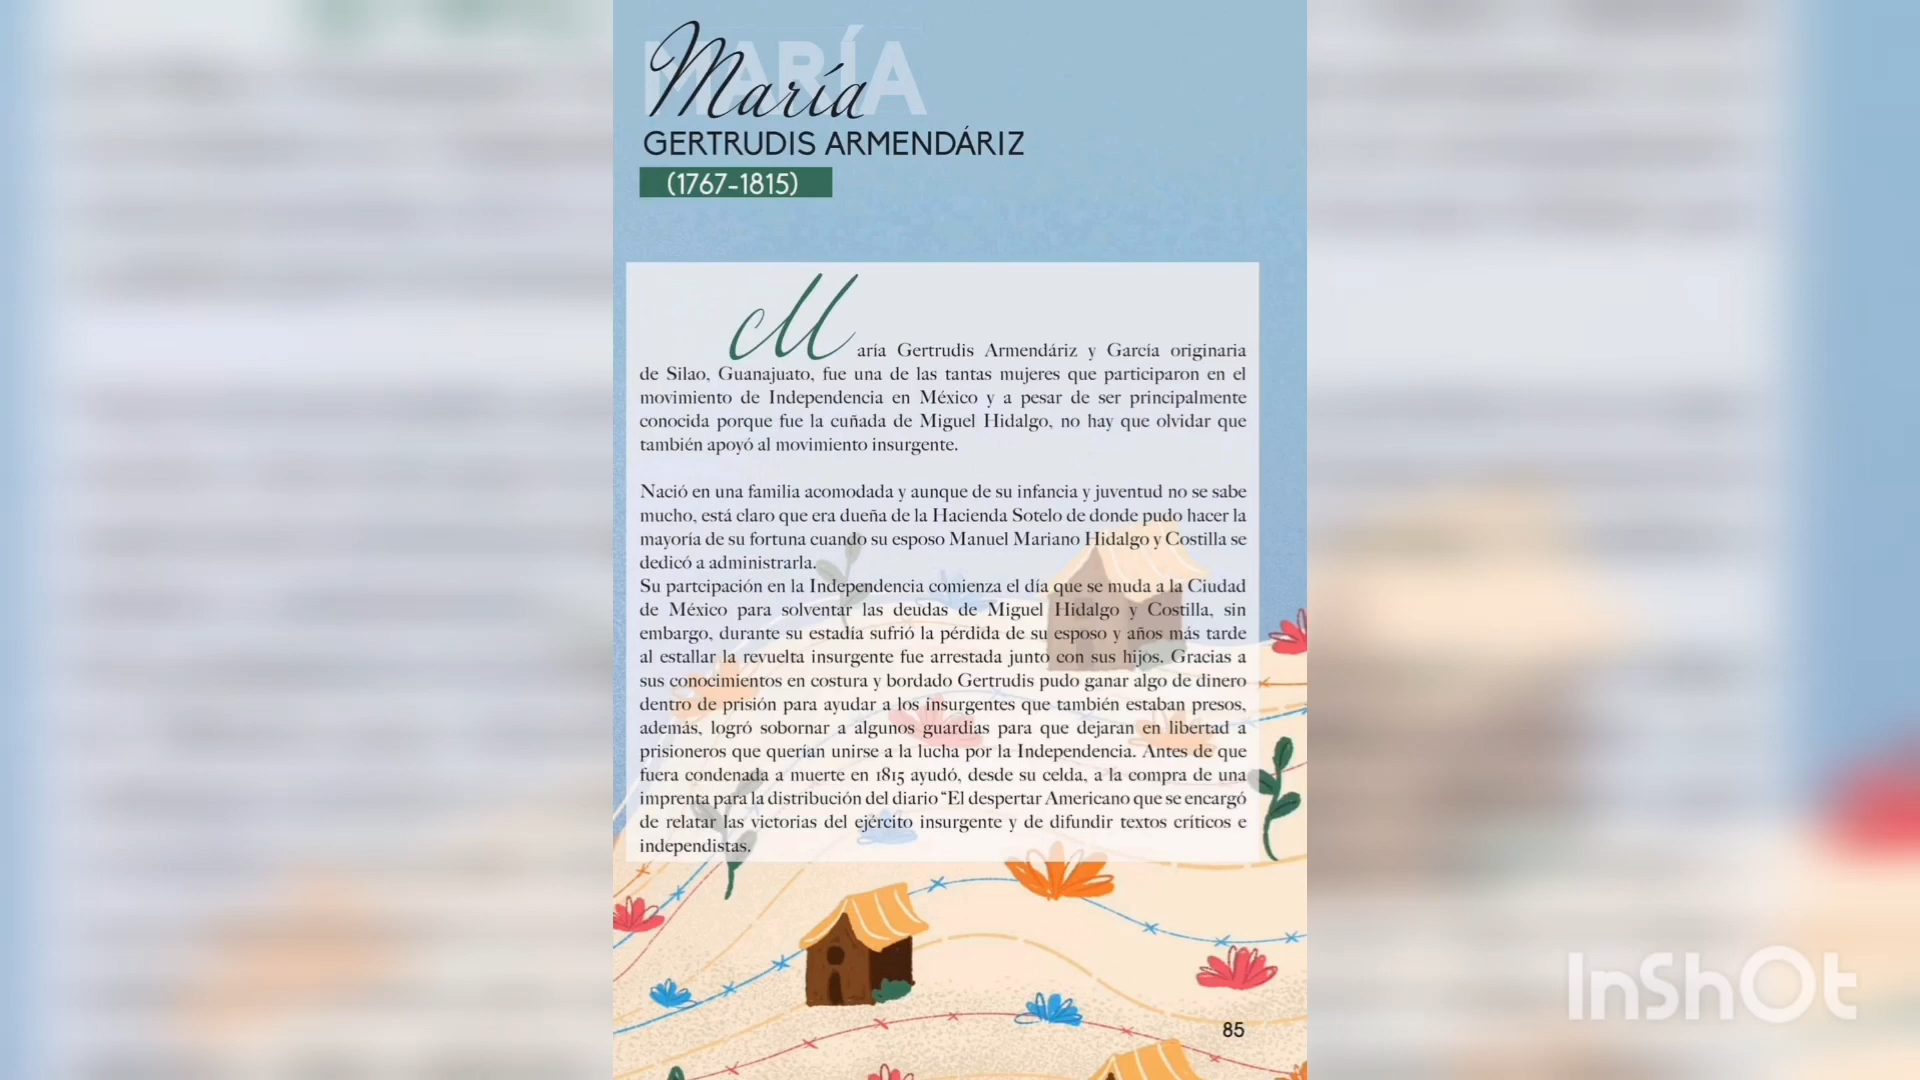 MARÍA
María
GERTRUDIS ARMENDÁRIZ
(1767-1815)
María Gertrudis Armendáriz y García originaria
de Silao, Guanajuato, fue una de las tantas mujeres que participaron en el
movimiento de Independencia en México y a pesar de ser principalmente
conocida porque fue la cuñada de Miguel Hidalgo, no hay que olvidar que
también apoyó al movimiento insurgente.
Nació en una familia acomodada y aunque de su infancia y juventud no se sabe
mucho, está claro que era dueña de la Hacienda Sotelo de donde pudo hacer la
mayoría de su fortuna cuando su esposo Manuel Mariano Hidalgo y Costilla se
dedicó a administrarla.
Su partcipación en la Independencia comienza el día que se muda a la Ciudad
de México para solventar las deudas de Miguel Hidalgo y Costilla, sin
embargo, durante su estadía sufrió la pérdida de su esposo y años más tarde
al estallar la revuelta insurgente fue arrestada junto con sus hijos. Gracias a
sus conocimientos en costura y bordado Gertrudis pudo ganar algo de dinero
dentro de prisión para ayudar a los insurgentes que también estaban presos,
además, logró sobornar a algunos guardias para que dejaran en libertad a
prisioneros que querían unirse a la lucha por la Independencia. Antes de que
fuera condenada a muerte en 1815 ayudó, desde su celda, a la compra de una
imprenta para la distribución del diario “El despertar Americano que se encargó
de relatar las victorias del ejército insurgente y de difundir textos críticos e
independistas.
85
InShOt